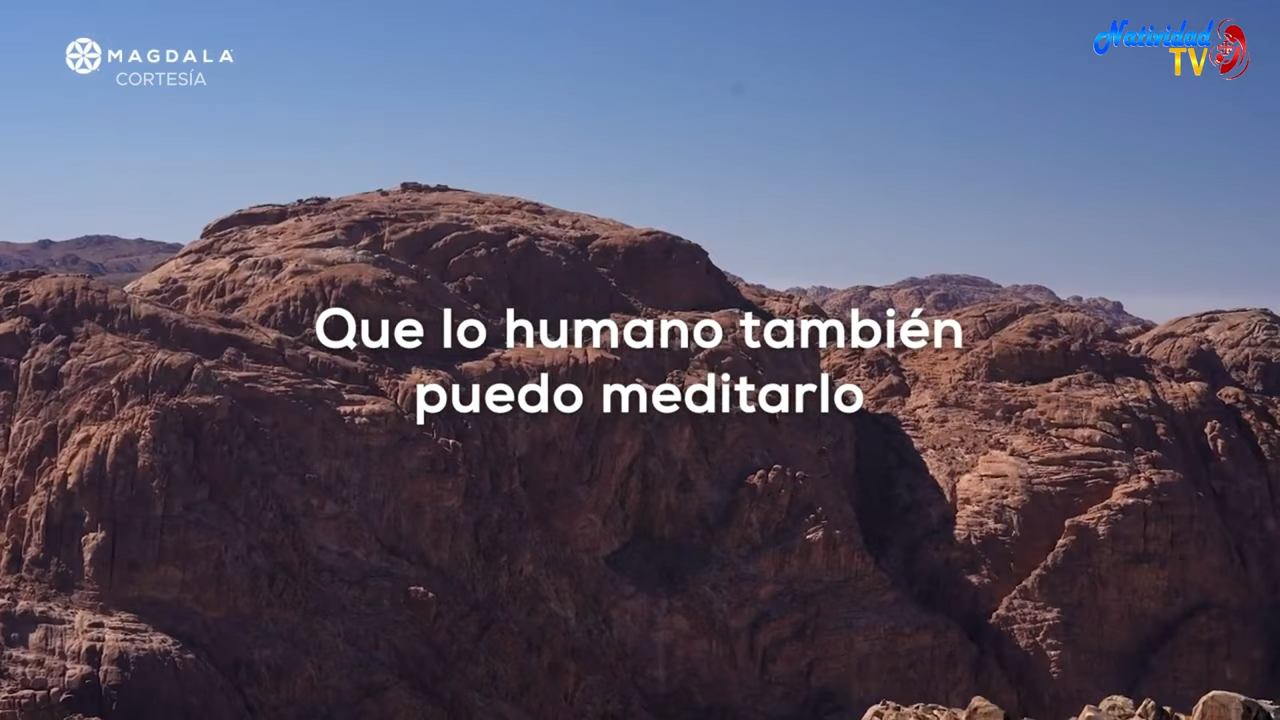 MAGDALA
CORTESÍA
Natividad
TV
Que lo humano también
puedo meditarlo